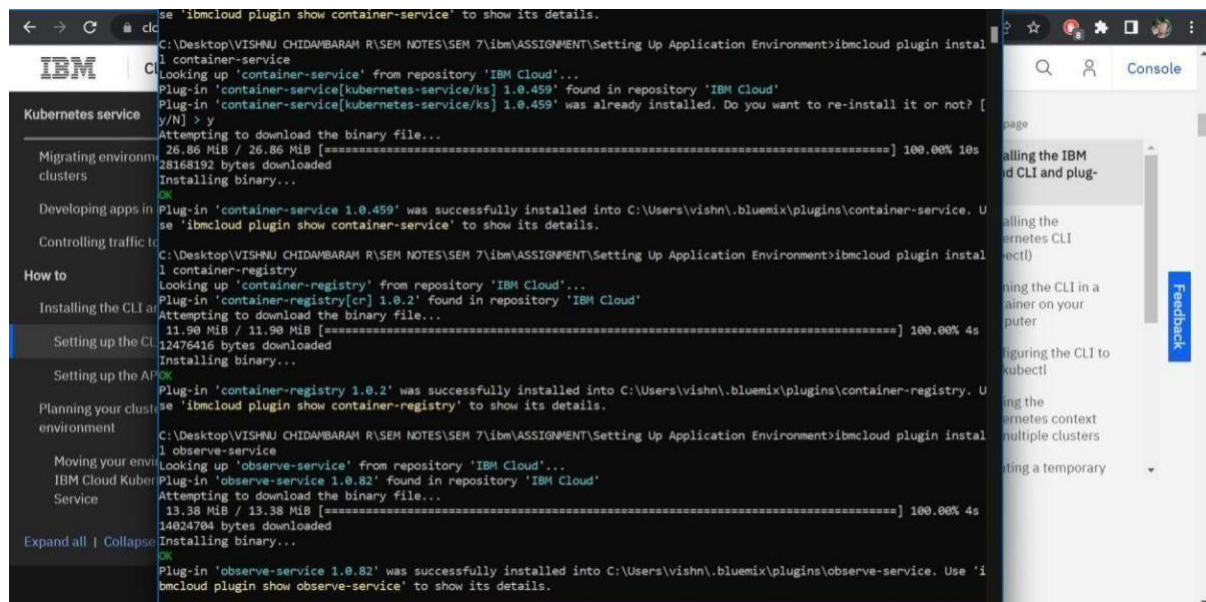 clo
IBM
Cl
Console
Kubernetes service
Migrating environm
clusters
Developing apps in
Controlling traffic to
How to
Installing the CLI an
Setting up the CL
Setting up the AP
Planning your cluste
environment
Moving your envi
IBM Cloud Kuber
Service
Expand all | Collapse
se 'ibmcloud plugin show container-service' to show its details.
C:\Desktop\VISHNU CHIDAMBARAM R\SEM NOTES\SEM 7\ibm\ASSIGNMENT\Setting Up Application Environment>ibmcloud plugin instal
l container-service
Looking up 'container-service' from repository 'IBM Cloud'...
Plug-in 'container-service[kubernetes-service/ks] 1.0.459' found in repository 'IBM Cloud'
Plug-in 'container-service[kubernetes-service/ks] 1.0.459' was already installed. Do you want to re-install it or not? [
y/N] > y
Attempting to download the binary file...
26.86 MiB / 26.86 MiB [==================================================================] 100.00% 10s
28168192 bytes downloaded
Installing binary...
OK
Plug-in 'container-service 1.0.459' was successfully installed into C:\Users\vishn\.bluemix\plugins\container-service. U
se 'ibmcloud plugin show container-service' to show its details.
C:\Desktop\VISHNU CHIDAMBARAM R\SEM NOTES\SEM 7\ibm\ASSIGNMENT\Setting Up Application Environment>ibmcloud plugin instal
l container-registry
Looking up 'container-registry' from repository 'IBM Cloud'...
Plug-in 'container-registry[cr] 1.0.2' found in repository 'IBM Cloud'
Attempting to download the binary file...
11.90 MiB / 11.90 MiB [===================================================================] 100.00% 4s
12476416 bytes downloaded
Installing binary...
OK
Plug-in 'container-registry 1.0.2' was successfully installed into C:\Users\vishn\.bluemix\plugins\container-registry. U
se 'ibmcloud plugin show container-registry' to show its details.
C:\Desktop\VISHNU CHIDAMBARAM R\SEM NOTES\SEM 7\ibm\ASSIGNMENT\Setting Up Application Environment>ibmcloud plugin instal
l observe-service
Looking up 'observe-service' from repository 'IBM Cloud'...
Plug-in 'observe-service 1.0.82' found in repository 'IBM Cloud'
Attempting to download the binary file...
13.38 MiB / 13.38 MiB [===================================================================] 100.00% 4s
14024704 bytes downloaded
Installing binary...
OK
Plug-in 'observe-service 1.0.82' was successfully installed into C:\Users\vishn\.bluemix\plugins\observe-service. Use 'i
bmcloud plugin show observe-service' to show its details.
page
alling the IBM
d CLI and plug-
alling the
ernetes CLI
ectl)
ning the CLI in a
ainer on your
puter
figuring the CLI to
kubectl
ing the
ernetes context
multiple clusters
ting a temporary
Feedback